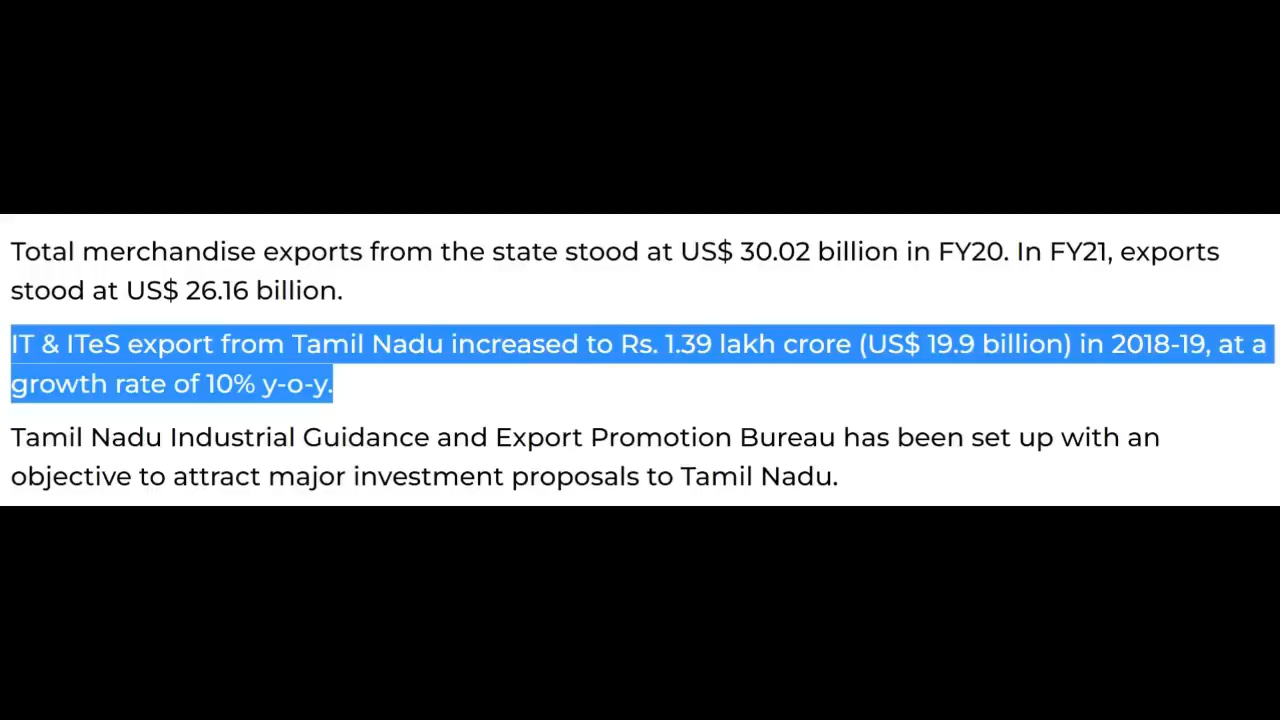 Total merchandise exports from the state stood at US$ 30.02 billion in FY20. In FY21, exports
stood at US$ 26.16 billion.
IT & ITeS export from Tamil Nadu increased to Rs. 1.39 lakh crore (US$ 19.9 billion) in 2018-19, at a
growth rate of 10% y-o-y.
Tamil Nadu Industrial Guidance and Export Promotion Bureau has been set up with an
objective to attract major investment proposals to Tamil Nadu.